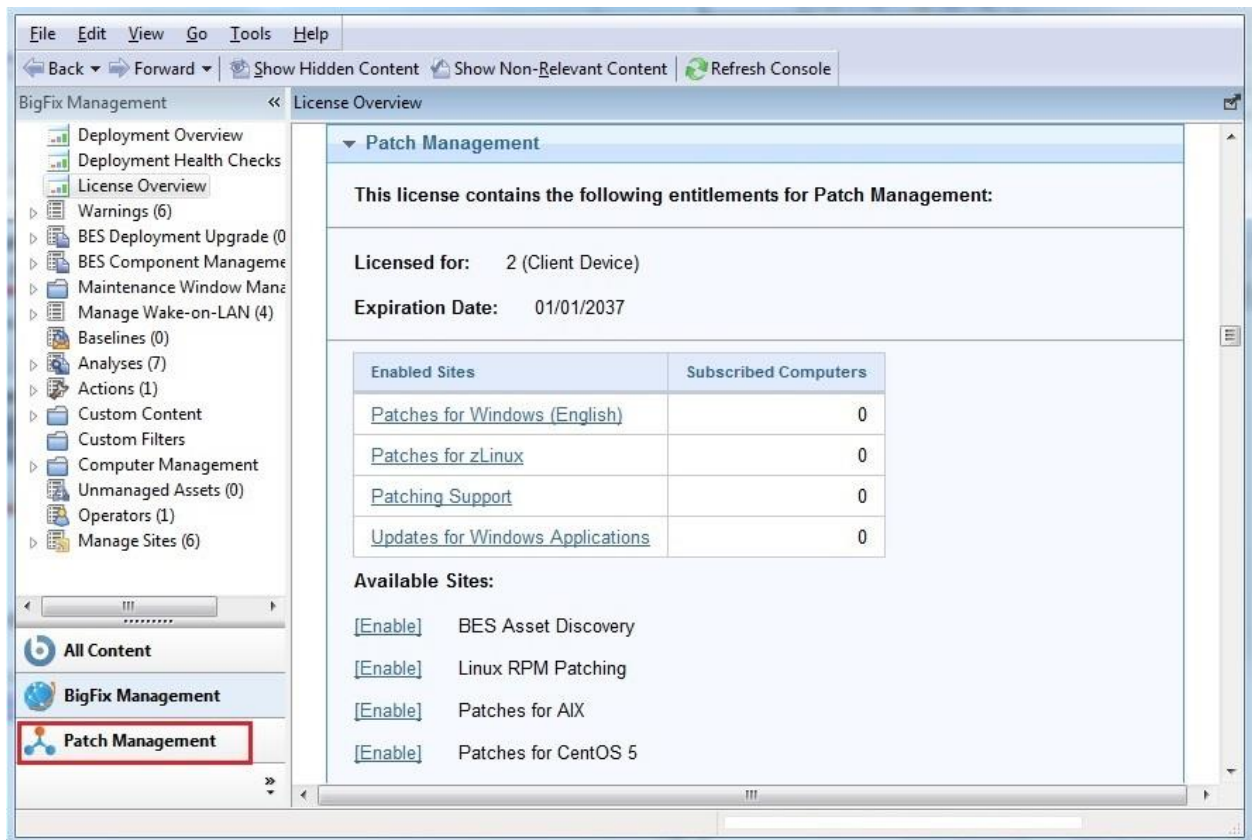 File Edit View Go Tools Help
Back Forward Show Hidden Content Show Non-Relevant Content Refresh Console
BigFix Management « License Overview
Deployment Overview
Deployment Health Checks
License Overview
Warnings (6)
BES Deployment Upgrade (0
BES Component Manageme
Maintenance Window Mana
Manage Wake-on-LAN (4)
Baselines (0)
Analyses (7)
Actions (1)
Custom Content
Custom Filters
Computer Management
Unmanaged Assets (0)
Operators (1)
Manage Sites (6)
All Content
BigFix Management
Patch Management
»
Patch Management
This license contains the following entitlements for Patch Management:
Licensed for: 2 (Client Device)
Expiration Date: 01/01/2037
Enabled Sites Subscribed Computers
Patches for Windows (English) 0
Patches for zLinux 0
Patching Support 0
Updates for Windows Applications 0
Available Sites:
[Enable] BES Asset Discovery
[Enable] Linux RPM Patching
[Enable] Patches for AIX
[Enable] Patches for CentOS 5